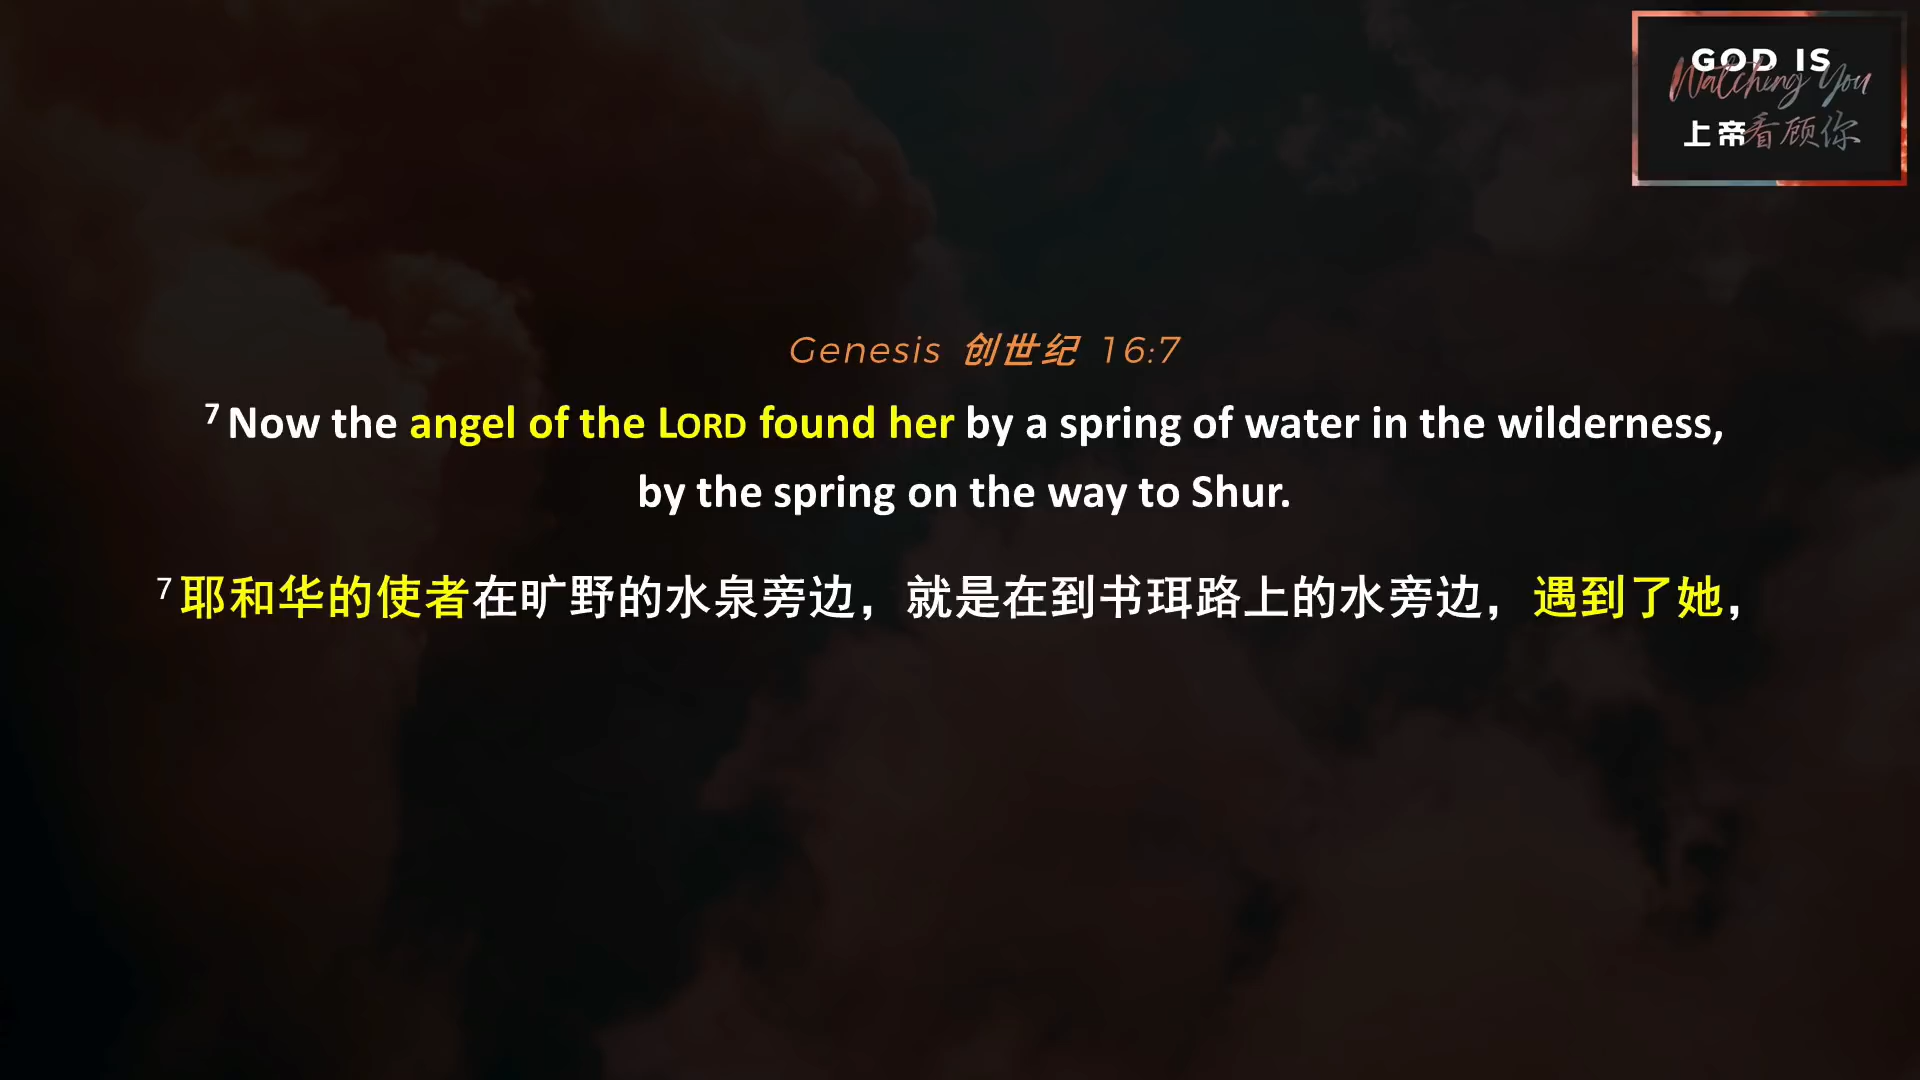 GOD IS
Watching You
上帝看顾你
Genesis 创世纪 16:7
7 Now the angel of the LORD found her by a spring of water in the wilderness,
by the spring on the way to Shur.
7 耶和华的使者在旷野的水泉旁边，就是在到书珥路上的水旁边，遇到了她，